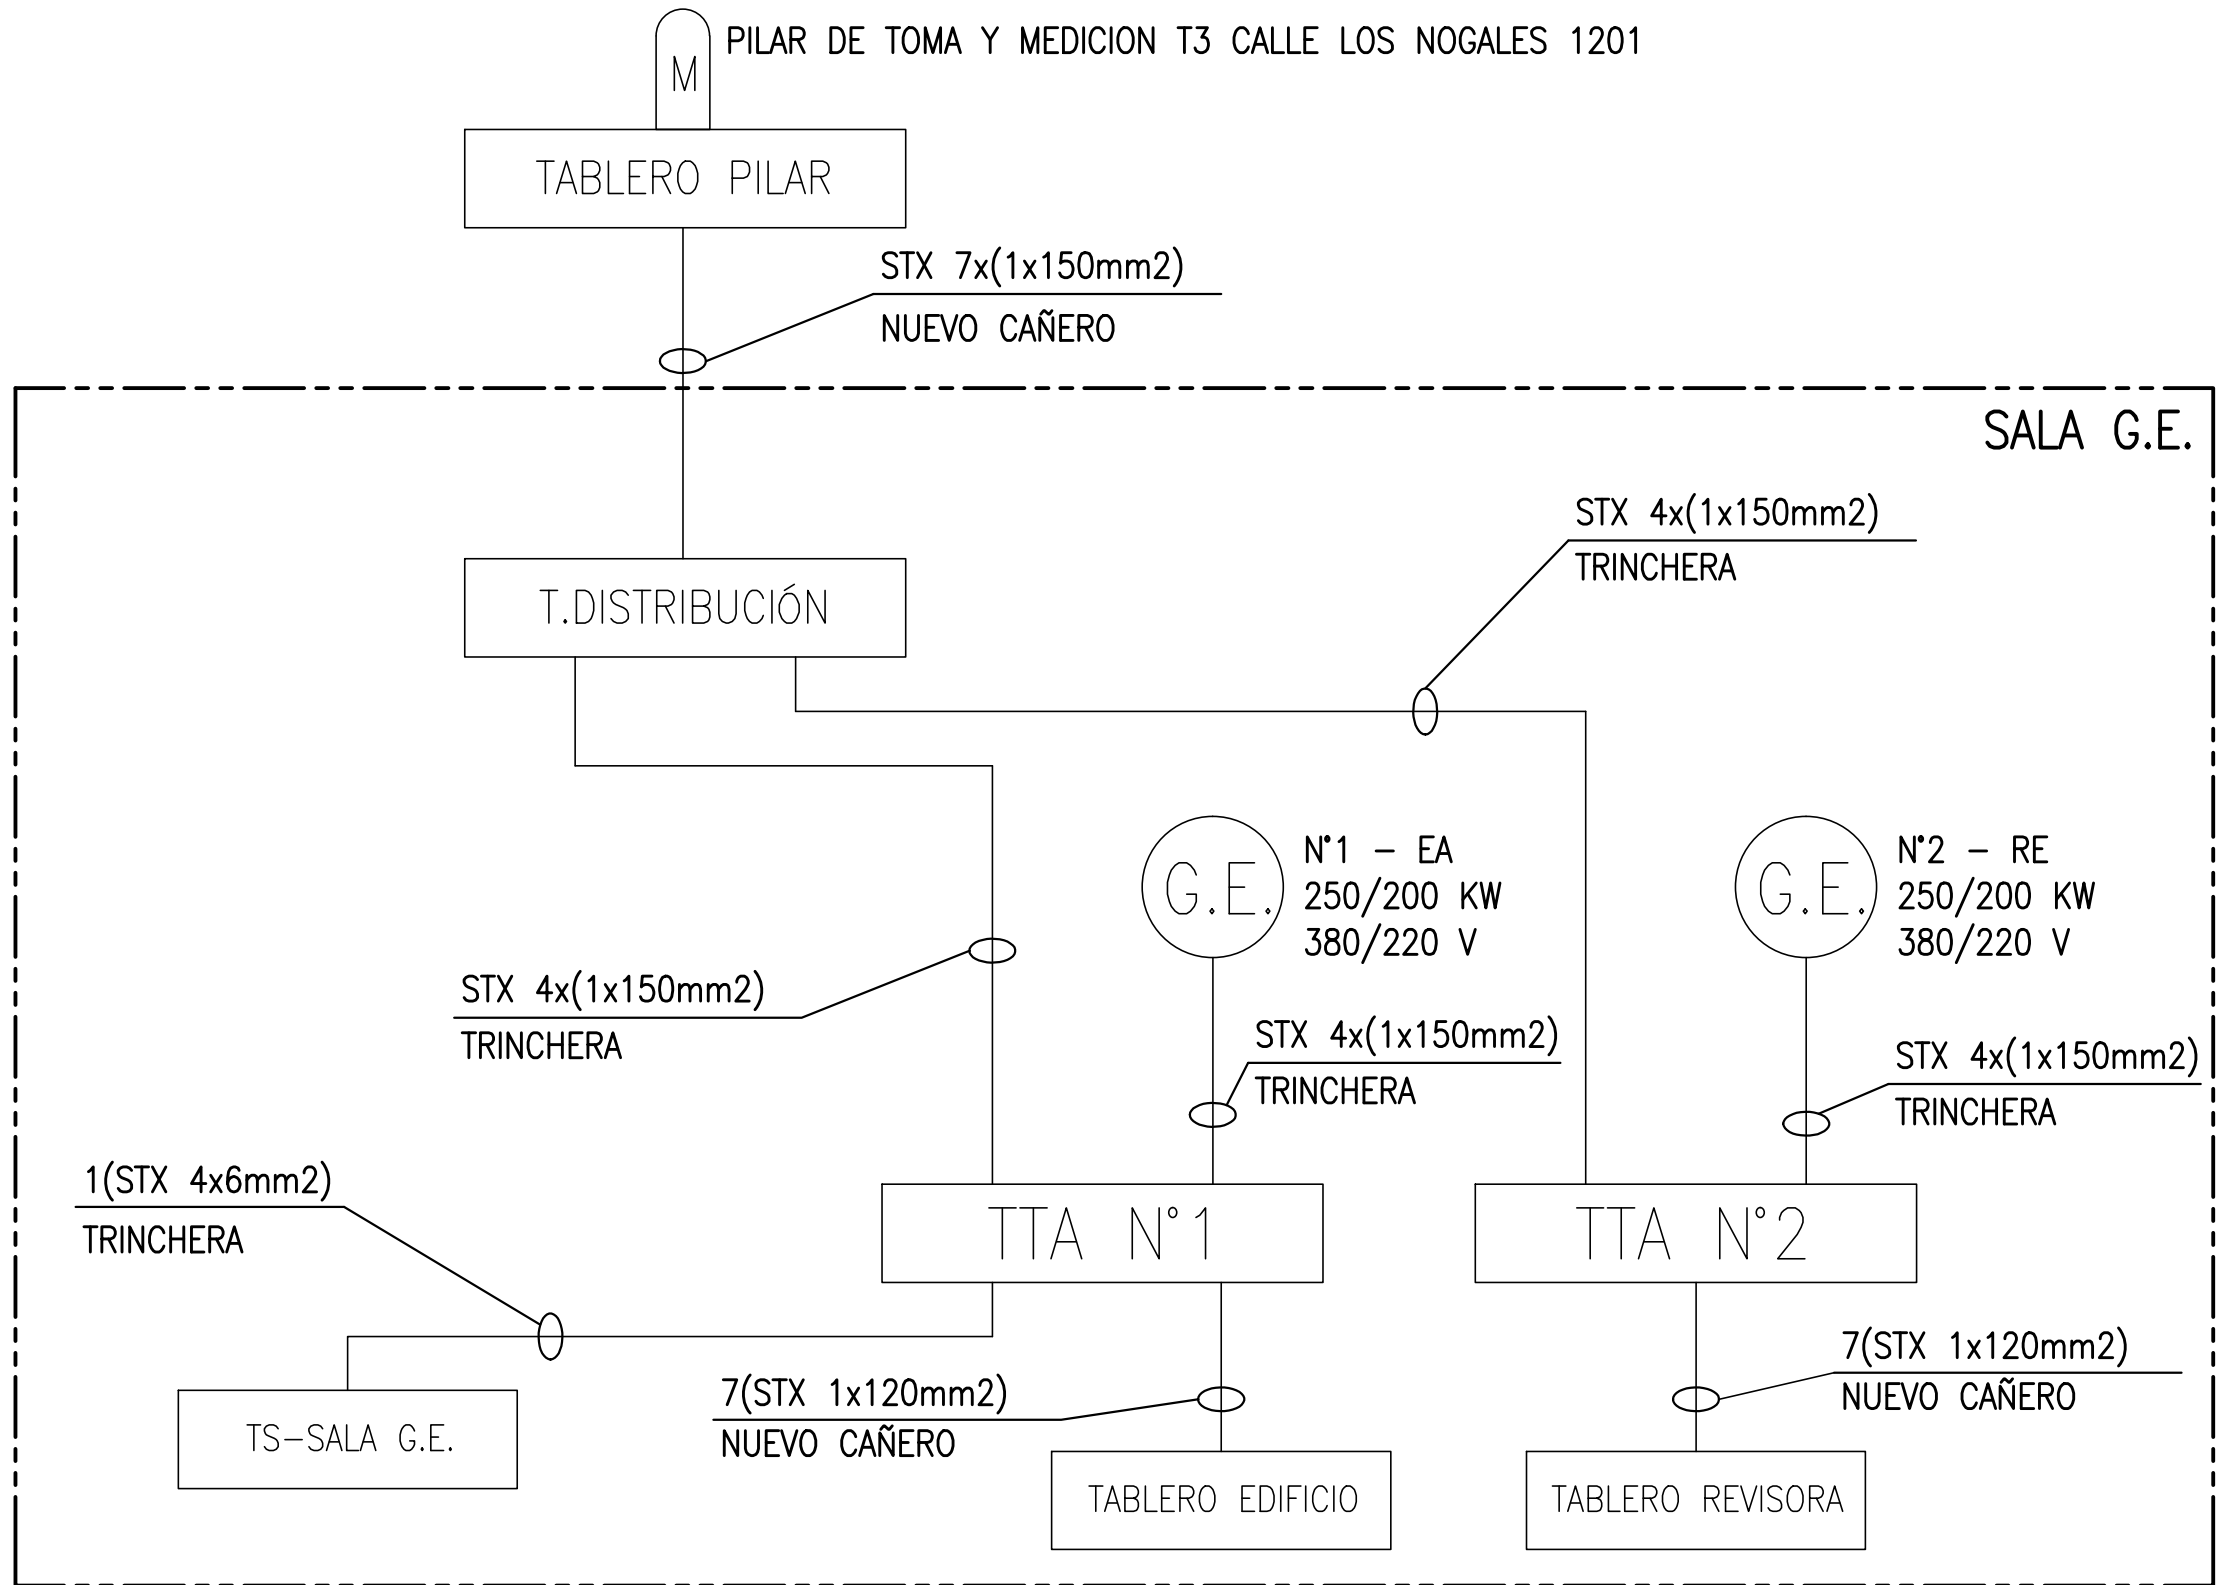 PILAR DE TOMA Y MEDICION T3 CALLE LOS NOGALES 1201
M
TABLERO PILAR
STX 7x(1x150mm2)
NUEVO CAÑERO
SALA G.E.
STX 4x(1x150mm2)
TRINCHERA
T.DISTRIBUCIÓN
G.E.
N°1 - EA
250/200 KW
380/220 V
G.E.
N°2 - RE
250/200 KW
380/220 V
STX 4x(1x150mm2)
TRINCHERA
STX 4x(1x150mm2)
TRINCHERA
STX 4x(1x150mm2)
TRINCHERA
1(STX 4x6mm2)
TRINCHERA
TTA N°1
TTA N°2
7(STX 1x120mm2)
NUEVO CAÑERO
7(STX 1x120mm2)
NUEVO CAÑERO
TS-SALA G.E.
TABLERO EDIFICIO
TABLERO REVISORA